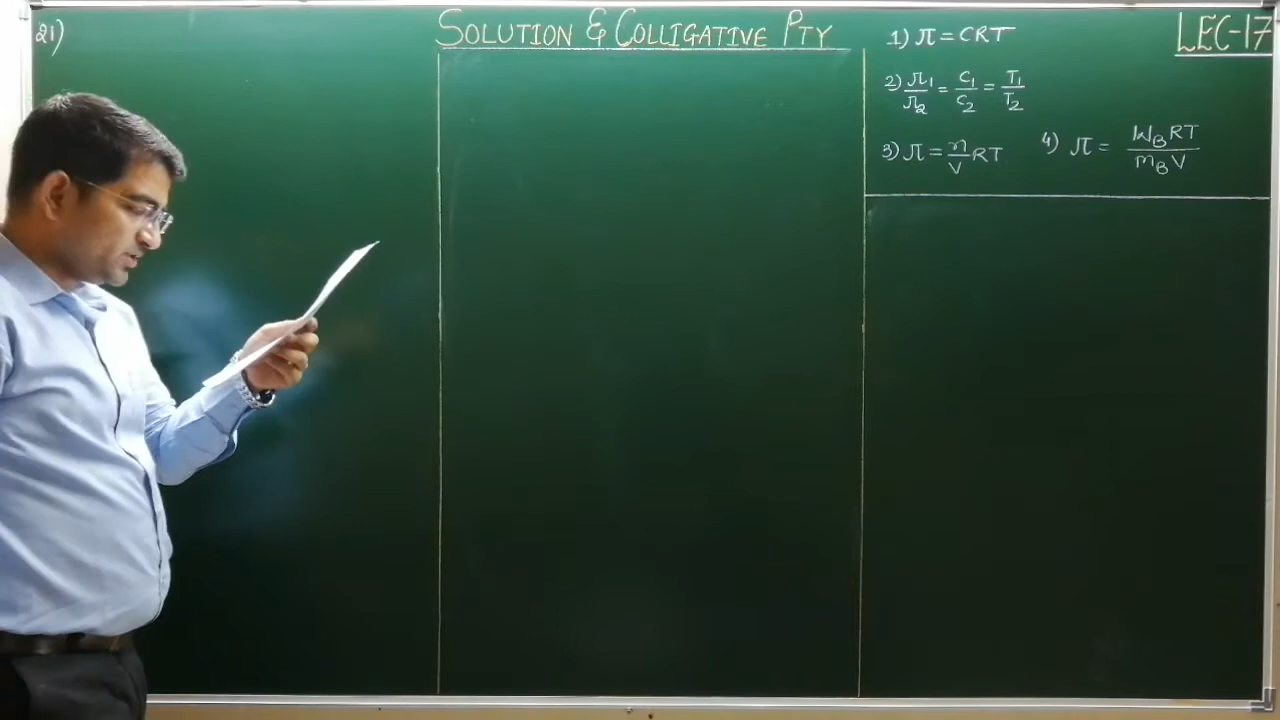 21)
SOLUTION & COLLIGATIVE PTY
LEC-17
1) π = CRT
2) π1/π2 = C1/C2 = T1/T2
3) π = n/V RT
4) π = WBRT/mBV